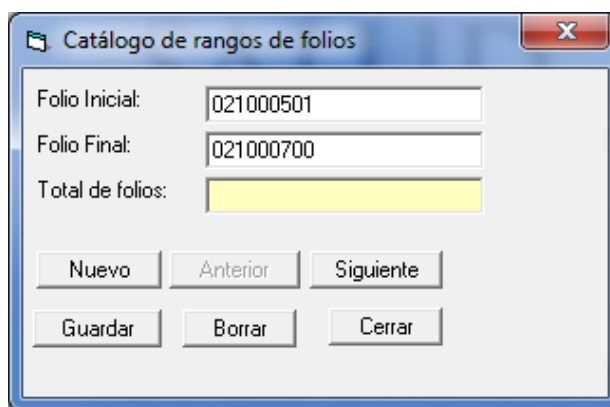 Catálogo de rangos de folios
Folio Inicial: 021000501
Folio Final: 021000700
Total de folios:
Nuevo Anterior Siguiente
Guardar Borrar Cerrar